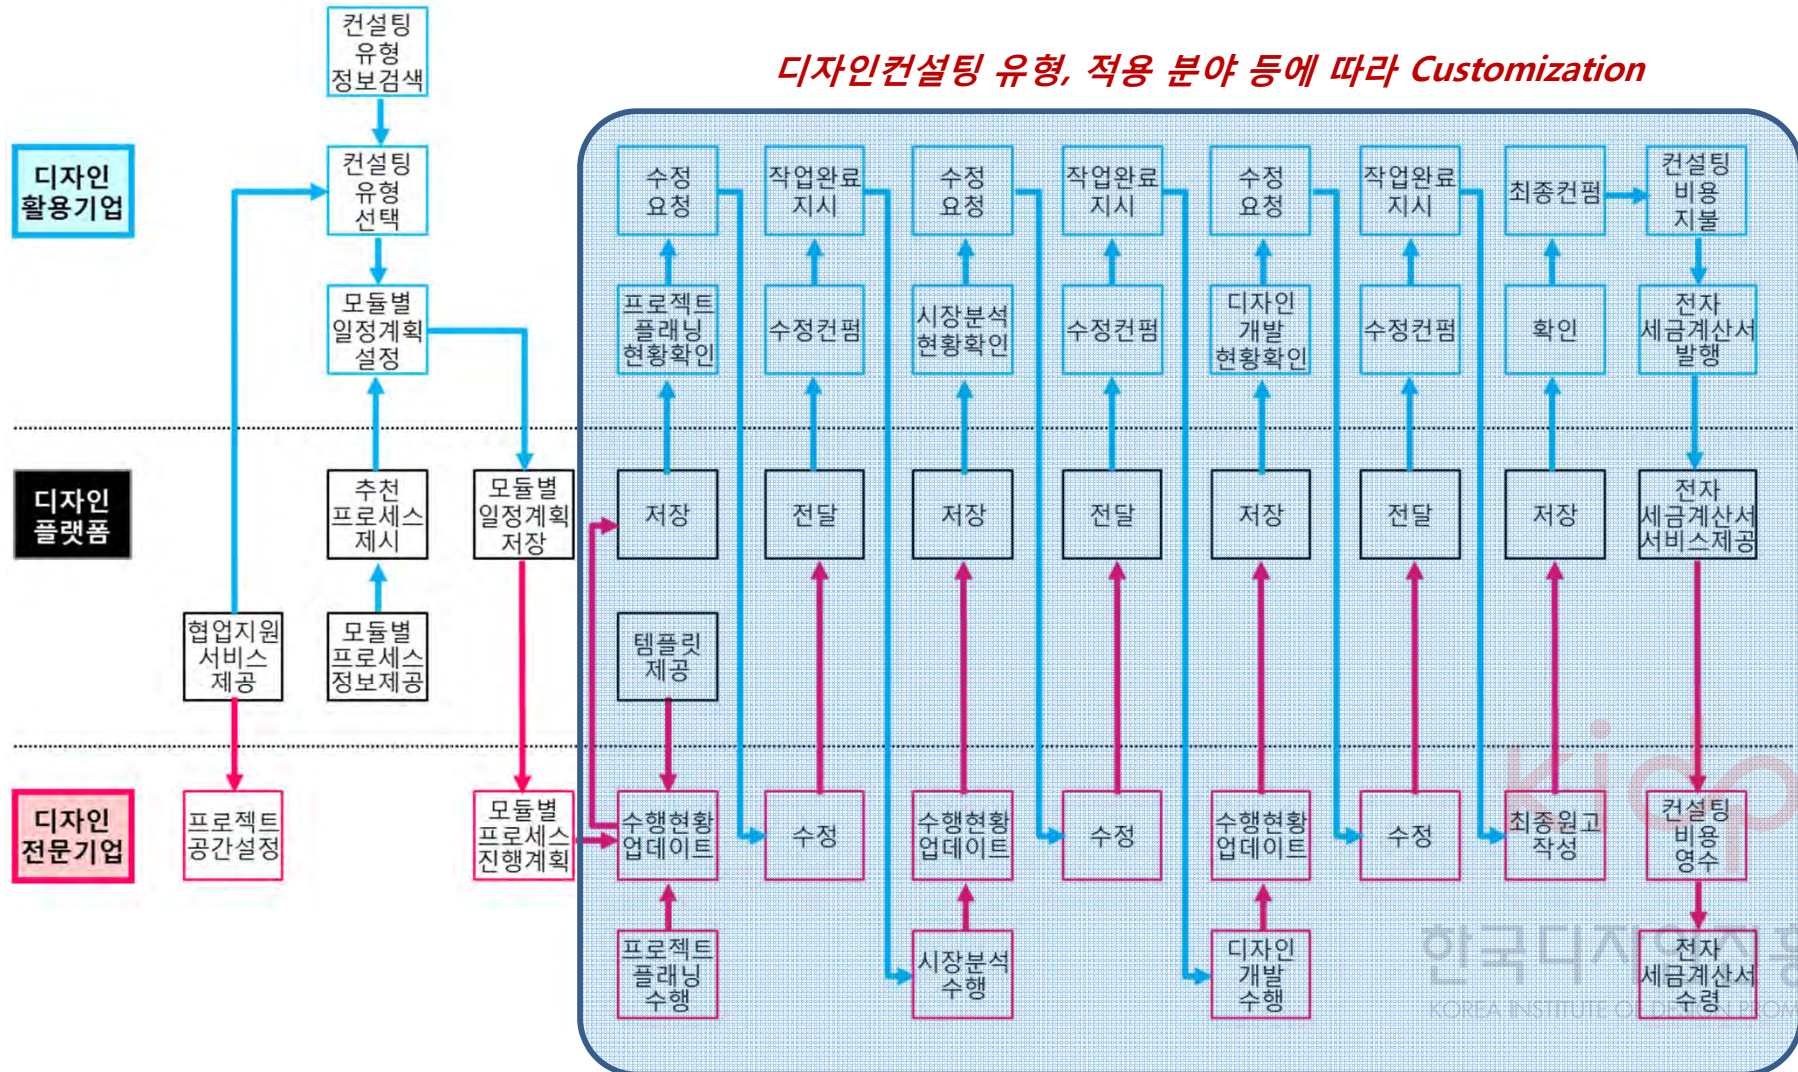 컨설팅
유형
정보검색
디자인컨설팅 유형, 적용 분야 등에 따라 Customization
디자인
활용기업
컨설팅
유형
선택
수정
요청
작업완료
지시
수정
요청
작업완료
지시
수정
요청
작업완료
지시
최종컨펌
컨설팅
비용
지불
모듈별
일정계획
설정
프로젝트
플래닝
현황확인
수정컨펌
시장분석
현황확인
수정컨펌
디자인
개발
현황확인
수정컨펌
확인
전자
세금계산서
발행
디자인
플랫폼
추천
프로세스
제시
모듈별
일정계획
저장
저장
전달
저장
전달
저장
전달
저장
전자
세금계산서
서비스제공
협업지원
서비스
제공
모듈별
프로세스
정보제공
템플릿
제공
디자인
전문기업
프로젝트
공간설정
모듈별
프로세스
진행계획
수행현황
업데이트
수정
수행현황
업데이트
수정
수행현황
업데이트
수정
최종원고
작성
컨설팅
비용
영수
프로젝트
플래닝
수행
시장분석
수행
디자인
개발
수행
전자
세금계산서
수령
kidp
한국디자인진흥
KOREA INSTITUTE OF DESIGN PROM